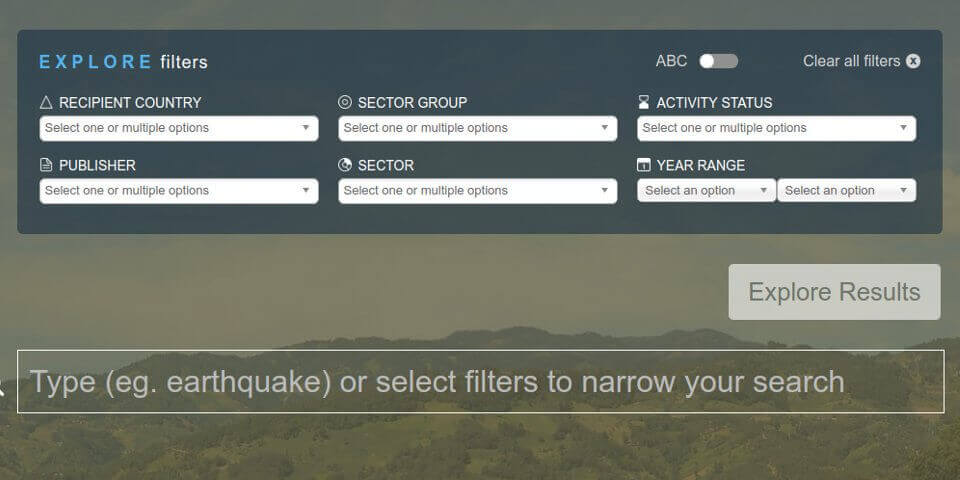 EXPLORE filters
ABC
Clear all filters
RECIPIENT COUNTRY
SECTOR GROUP
ACTIVITY STATUS
Select one or multiple options
Select one or multiple options
Select one or multiple options
PUBLISHER
SECTOR
YEAR RANGE
Select one or multiple options
Select one or multiple options
Select an option
Select an option
Explore Results
Type (eg. earthquake) or select filters to narrow your search